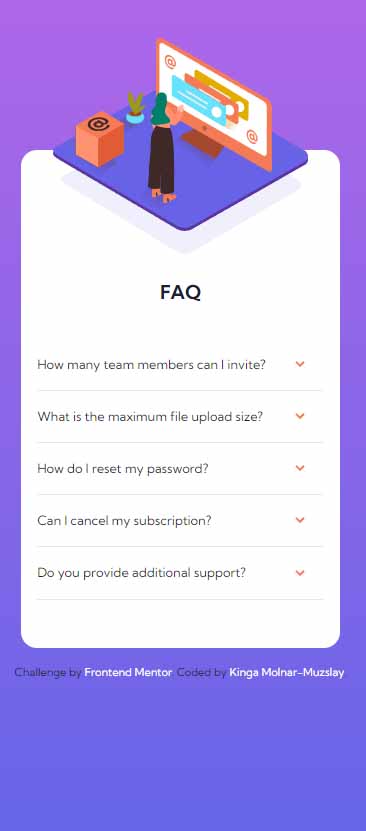 FAQ
How many team members can I invite?
What is the maximum file upload size?
How do I reset my password?
Can I cancel my subscription?
Do you provide additional support?
Challenge by Frontend Mentor. Coded by Kinga Molnar-Muzslay